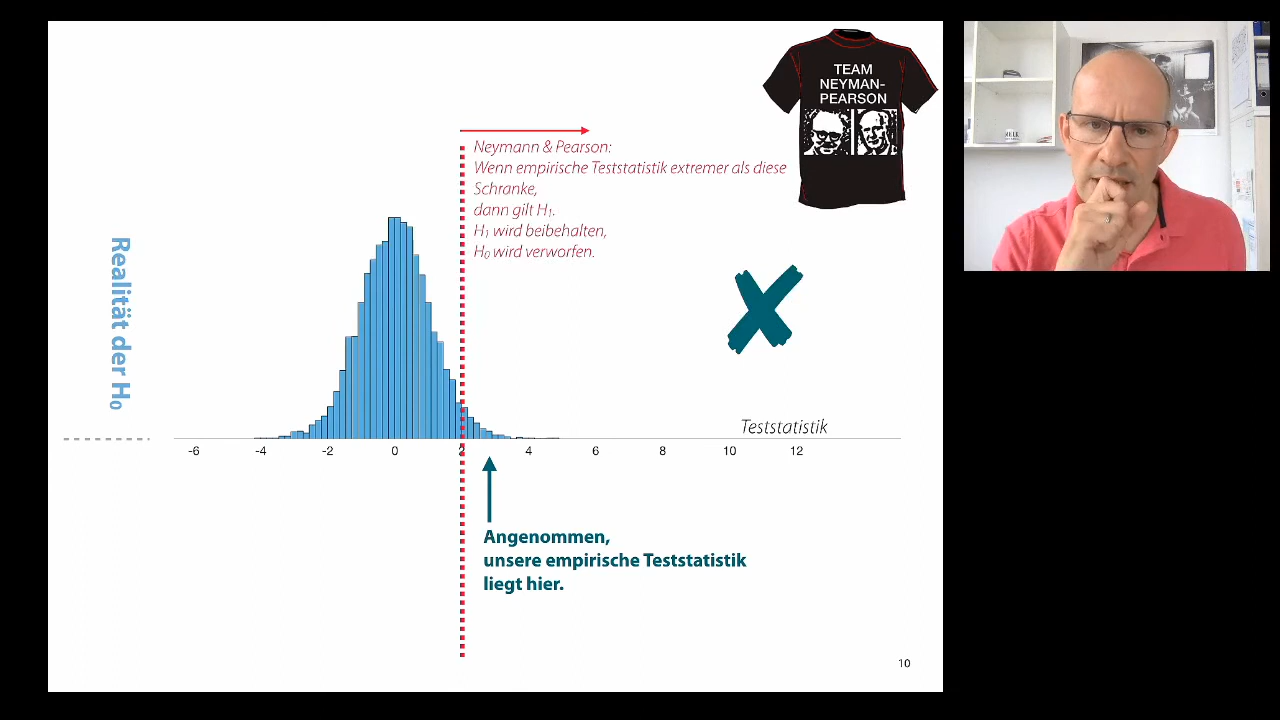 TEAM
NEYMAN-
PEARSON
Neymann & Pearson:
Wenn empirische Teststatistik extremer als diese
Schranke,
dann gilt H₁.
H₁ wird beibehalten,
H₀ wird verworfen.
Realität der H₀
Teststatistik
-6 -4 -2 0 2 4 6 8 10 12
Angenommen,
unsere empirische Teststatistik
liegt hier.
10